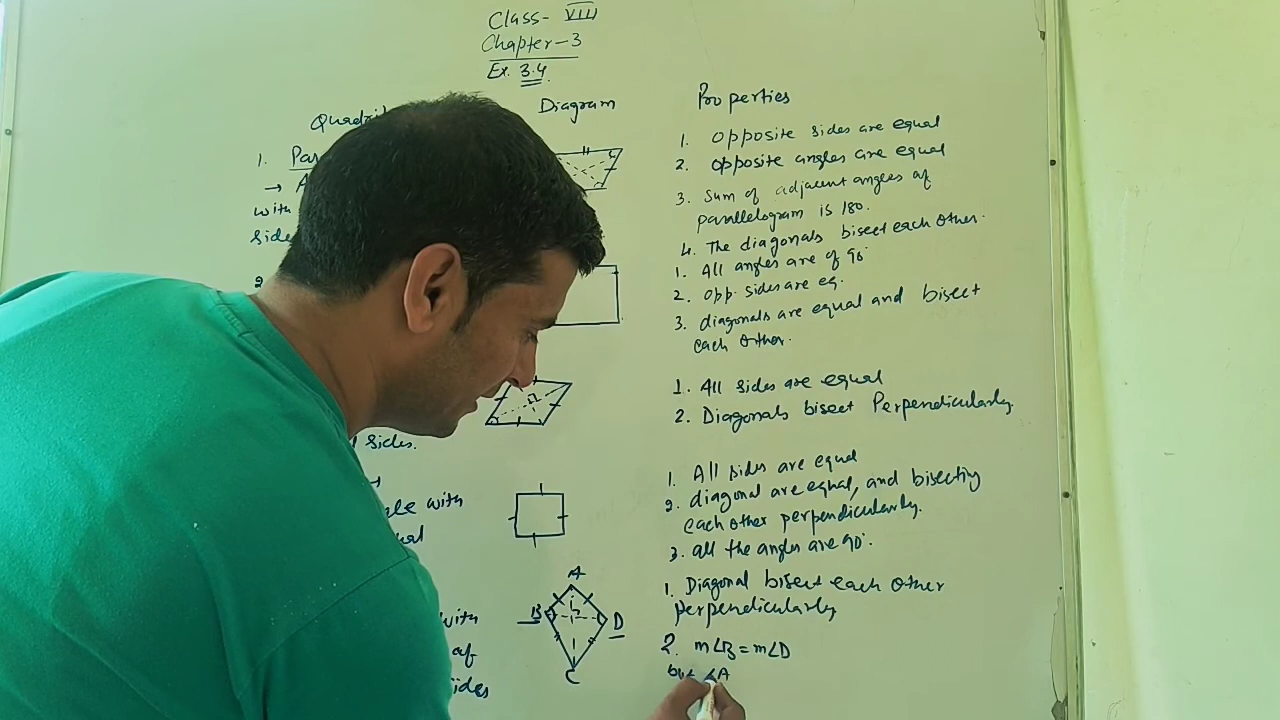 Class- VIII
Chapter-3
Ex. 3.4.
Diagram
Properties
1.
→
with
side
C
1. opposite sides are equal
2. opposite angles are equal
3. Sum of adjacent angles of
parallelogram is 180.
4. The diagonals bisect each other.
2
1. All angles are of 90°
2. opp. sides are eq.
3. diagonals are equal and bisect
each other.
sides.
1. All sides are equal
2. Diagonals bisect Perpendicularly
with
1. All sides are equal
2. diagonal are equal, and bisecting
each other perpendicularly.
3. all the angles are 90°.
with
of
A
B
D
C
1. Diagonal bisect each other
perpendicularly
2. m∠B = m∠D
but ∠A